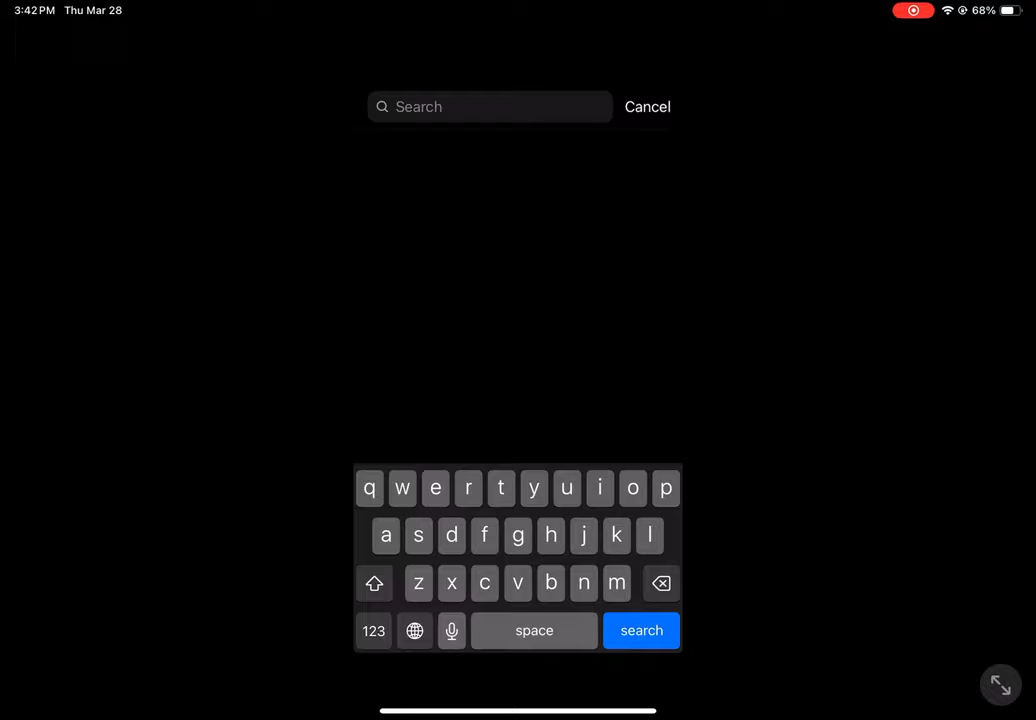 3:42 PM Thu Mar 28 68%
Search Cancel
q w e r t y u i o p
a s d f g h j k l
z x c v b n m
123 space search